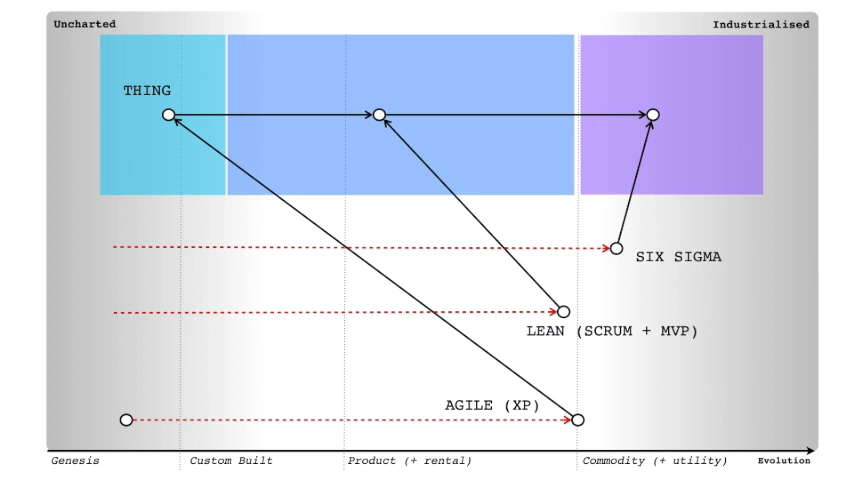 Uncharted
Industrialised
THING
SIX SIGMA
LEAN (SCRUM + MVP)
AGILE (XP)
Genesis
Custom Built
Product (+ rental)
Commodity (+ utility)
Evolution